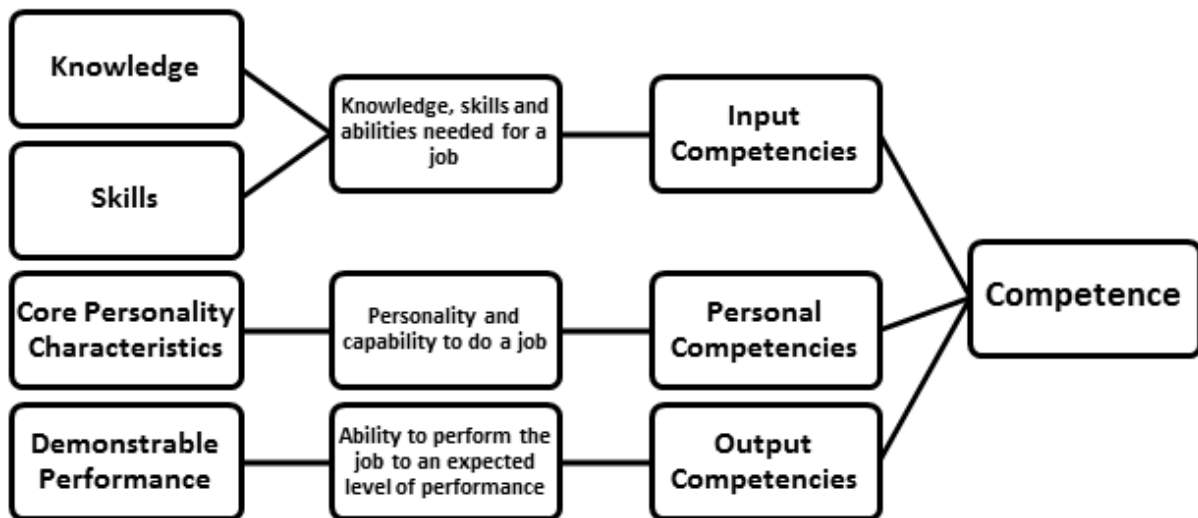 Knowledge
Skills
Core Personality
Characteristics
Demonstrable
Performance
Knowledge, skills and
abilities needed for a
job
Personality and
capability to do a job
Ability to perform the
job to an expected
level of performance
Input
Competencies
Personal
Competencies
Output
Competencies
Competence